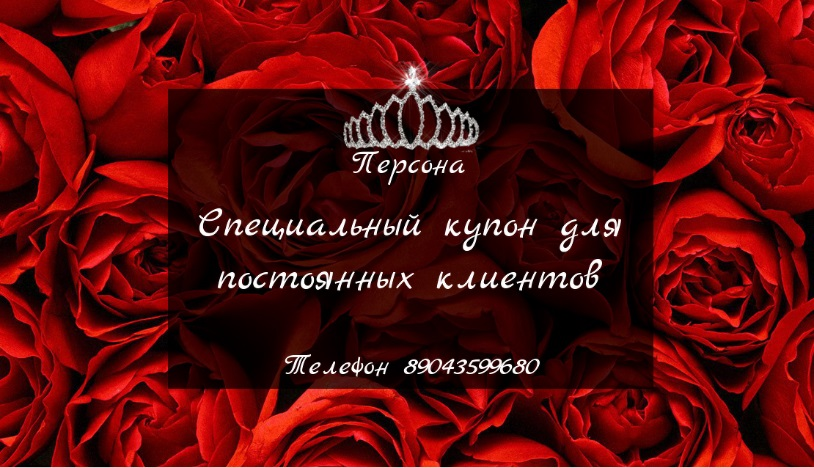 Персона
Специальный купон для
постоянных клиентов
Телефон 89043599680